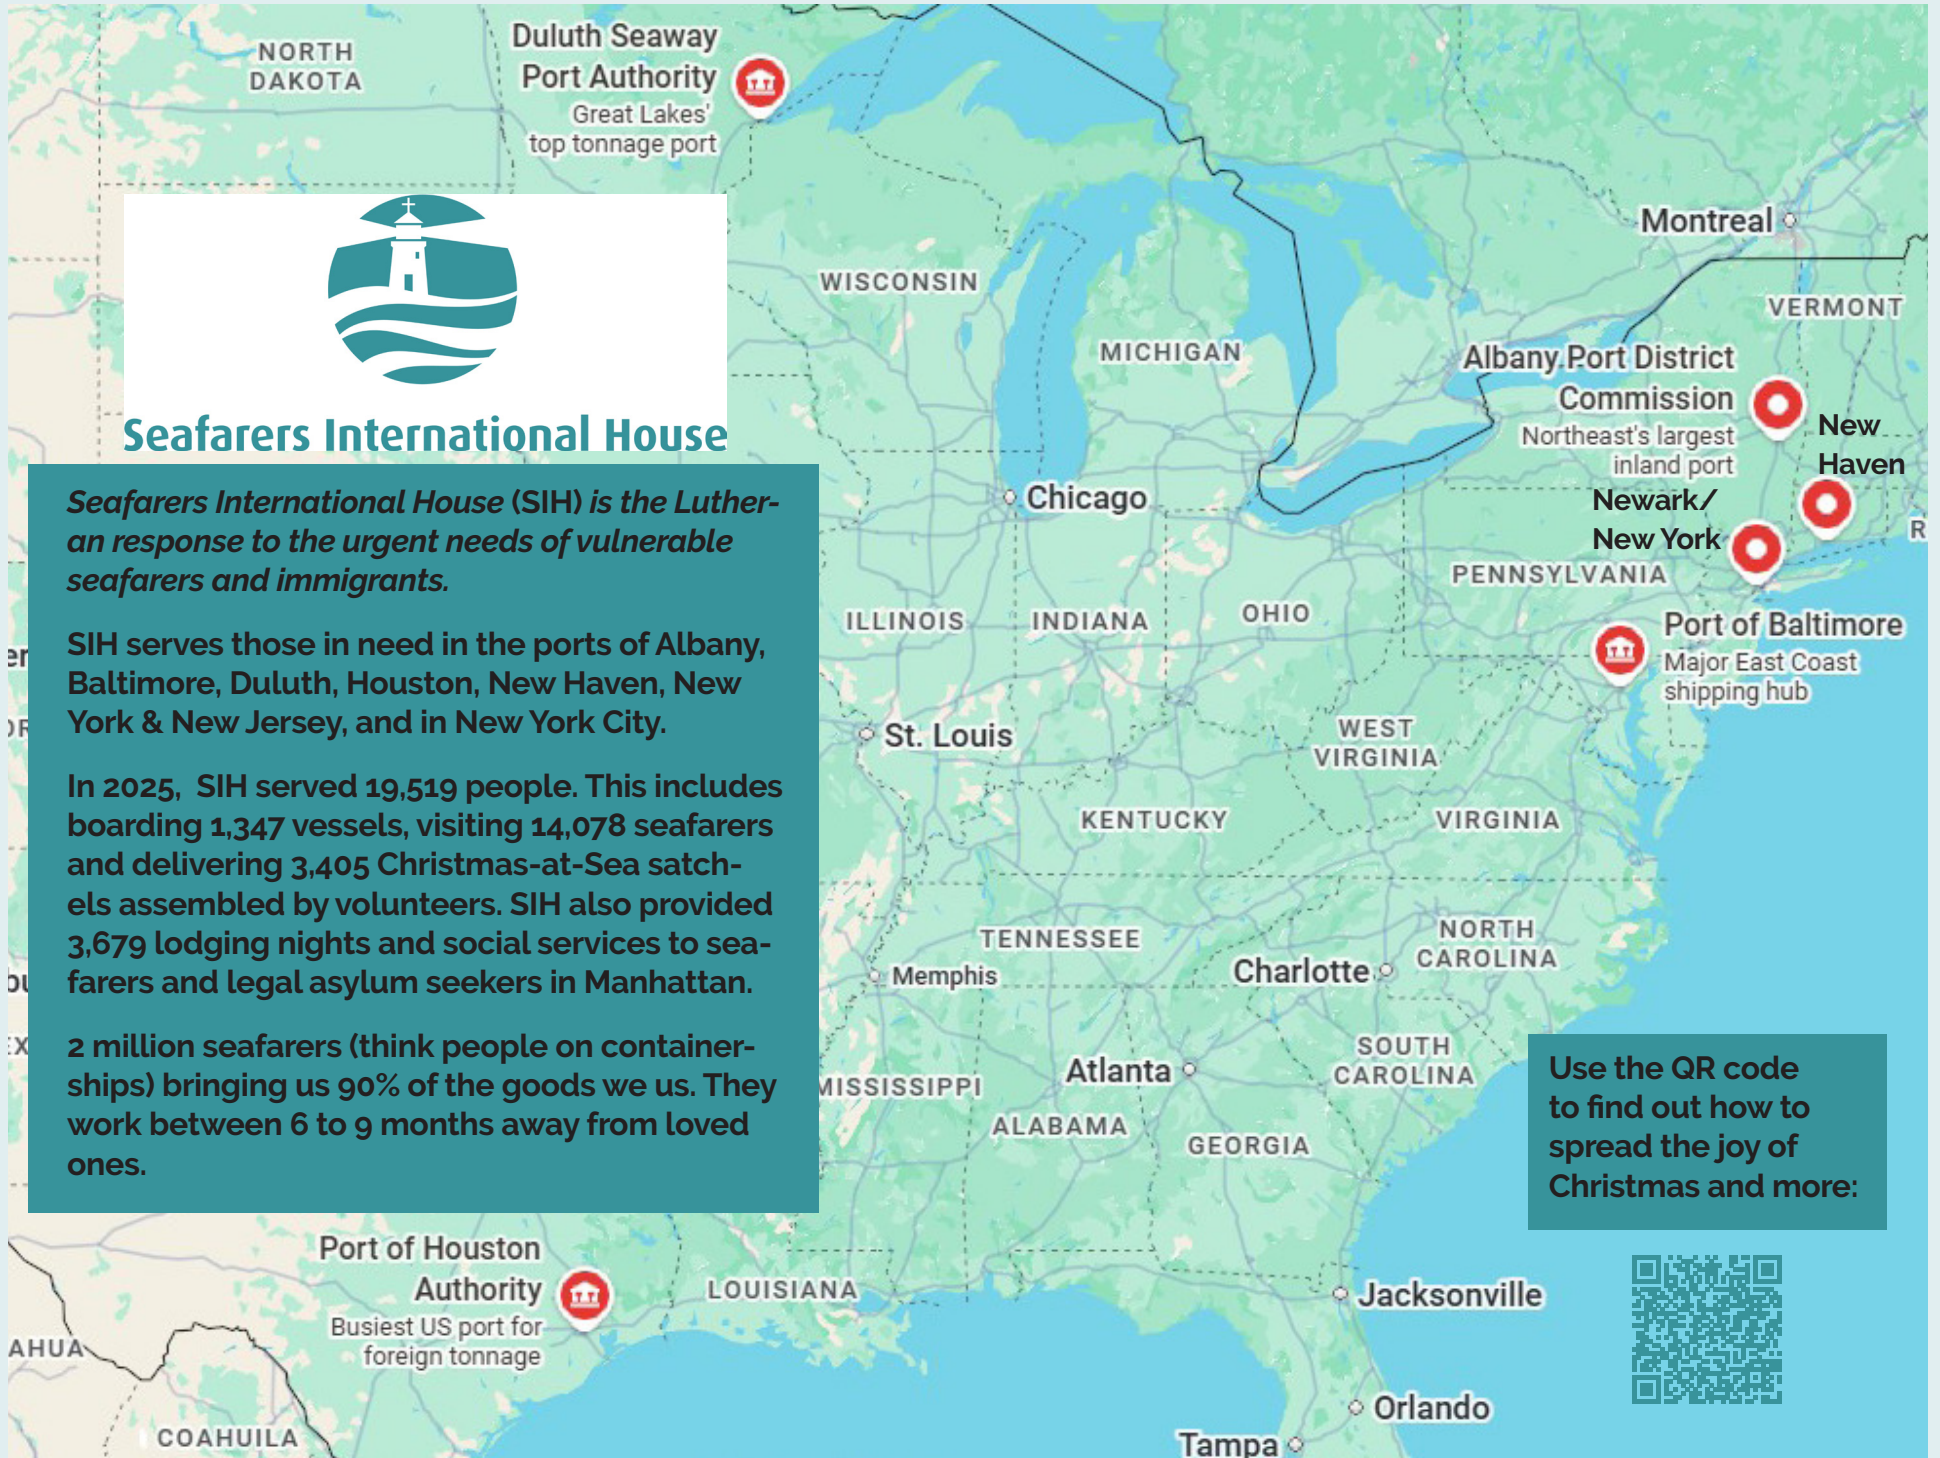 NORTH
DAKOTA
Duluth Seaway
Port Authority
Great Lakes'
top tonnage port
Seafarers International House
Seafarers International House (SIH) is the Luther-
an response to the urgent needs of vulnerable
seafarers and immigrants.
SIH serves those in need in the ports of Albany,
Baltimore, Duluth, Houston, New Haven, New
York & New Jersey, and in New York City.
In 2025,  SIH served 19,519 people. This includes
boarding 1,347 vessels, visiting 14,078 seafarers
and delivering 3,405 Christmas-at-Sea satch-
els assembled by volunteers. SIH also provided
3,679 lodging nights and social services to sea-
farers and legal asylum seekers in Manhattan.
2 million seafarers (think people on container-
ships) bringing us 90% of the goods we us. They
work between 6 to 9 months away from loved
ones.
Montreal
WISCONSIN
VERMONT
MICHIGAN
Albany Port District
Commission
Northeast's largest
inland port
New
Haven
Chicago
Newark/
New York
PENNSYLVANIA
ILLINOIS
INDIANA
OHIO
Port of Baltimore
Major East Coast
shipping hub
St. Louis
WEST
VIRGINIA
KENTUCKY
VIRGINIA
TENNESSEE
NORTH
CAROLINA
Memphis
Charlotte
SOUTH
CAROLINA
Atlanta
MISSISSIPPI
ALABAMA
GEORGIA
Use the QR code
to find out how to
spread the joy of
Christmas and more:
Port of Houston
Authority
Busiest US port for
foreign tonnage
LOUISIANA
Jacksonville
AHUA
COAHUILA
Orlando
Tampa